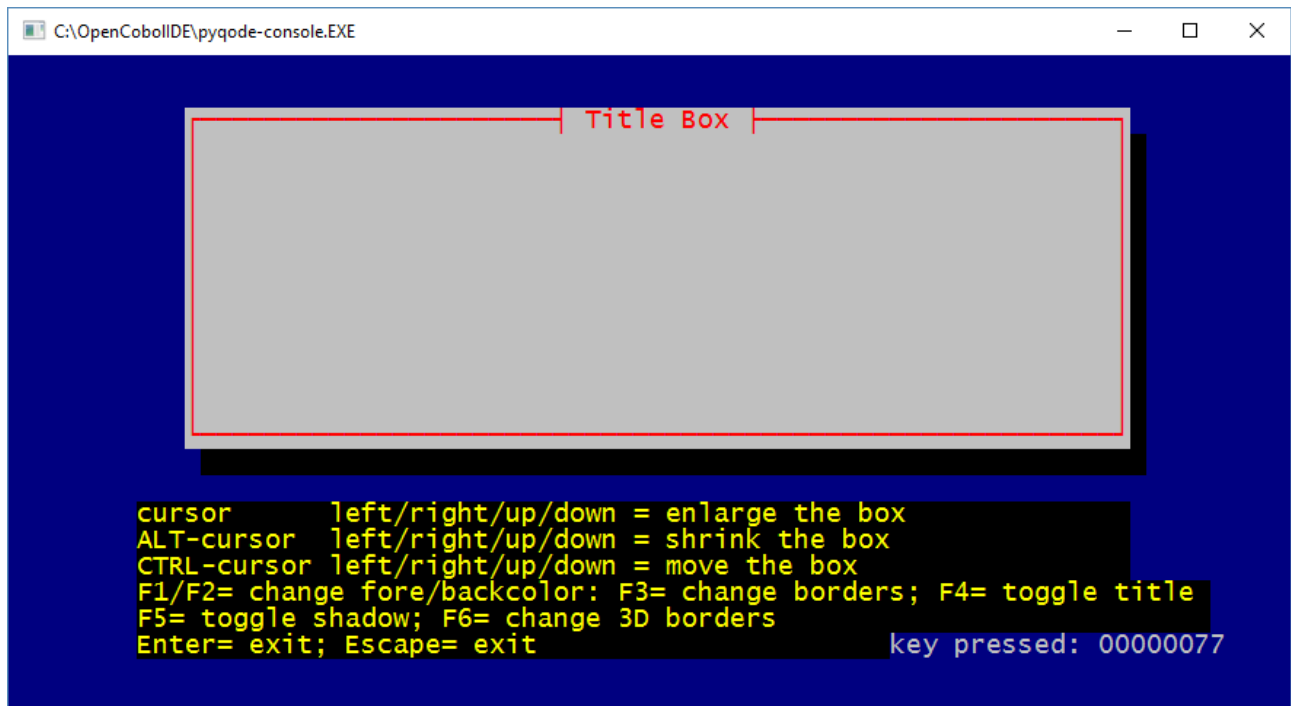 C:\OpenCobolIDE\pyqode-console.EXE
Title Box
cursor      left/right/up/down = enlarge the box
ALT-cursor  left/right/up/down = shrink the box
CTRL-cursor left/right/up/down = move the box
F1/F2= change fore/backcolor: F3= change borders; F4= toggle title
F5= toggle shadow; F6= change 3D borders
Enter= exit; Escape= exit                      key pressed: 00000077